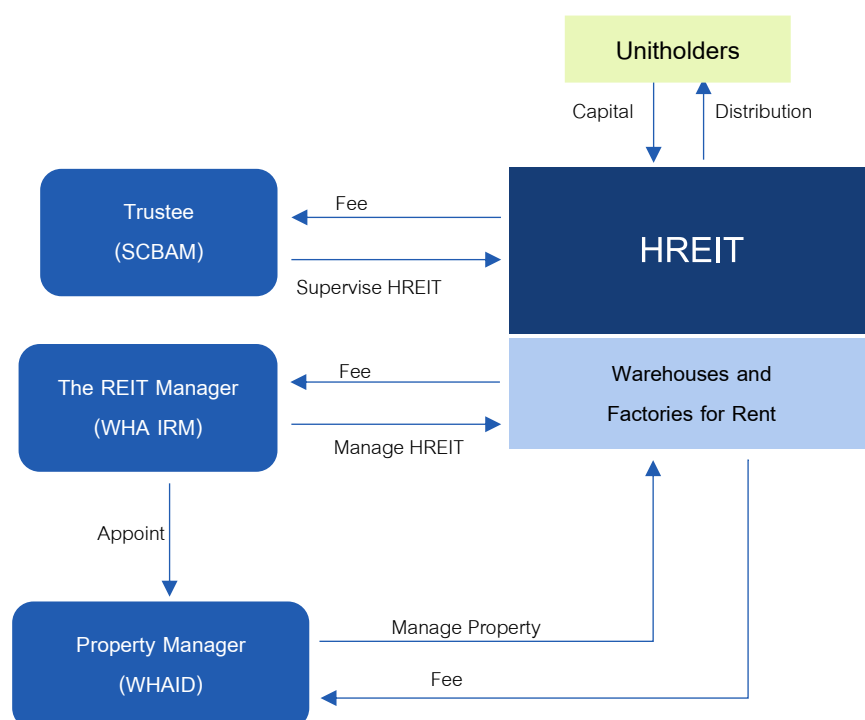 Unitholders
Capital
Distribution
Trustee
(SCBAM)
Fee
Supervise HREIT
HREIT
The REIT Manager
(WHA IRM)
Fee
Manage HREIT
Warehouses and
Factories for Rent
Appoint
Property Manager
(WHAID)
Manage Property
Fee